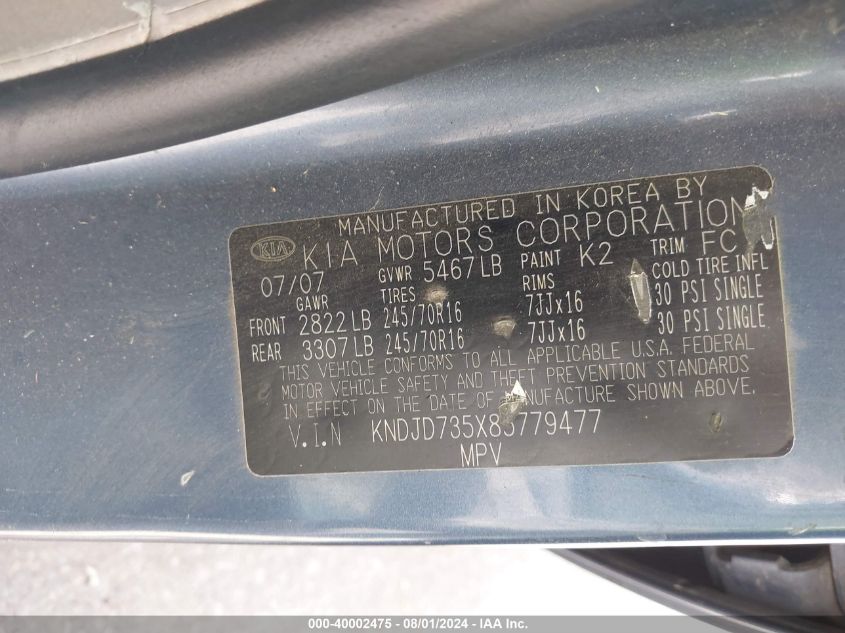 MANUFACTURED IN KOREA BY
KIA KIA MOTORS CORPORATION
07/07 GVWR 5467LB PAINT K2 TRIM FC
GAWR TIRES RIMS COLD TIRE INFL
FRONT 2822LB 245/70R16 7JJx16 30 PSI SINGLE
REAR 3307LB 245/70R16 7JJx16 30 PSI SINGLE
THIS VEHICLE CONFORMS TO ALL APPLICABLE U.S.A. FEDERAL
MOTOR VEHICLE SAFETY AND THEFT PREVENTION STANDARDS
IN EFFECT ON THE DATE OF MANUFACTURE SHOWN ABOVE.
V.I.N KNDJD735X85779477
MPV
000-40002475 - 08/01/2024 - IAAI.COM